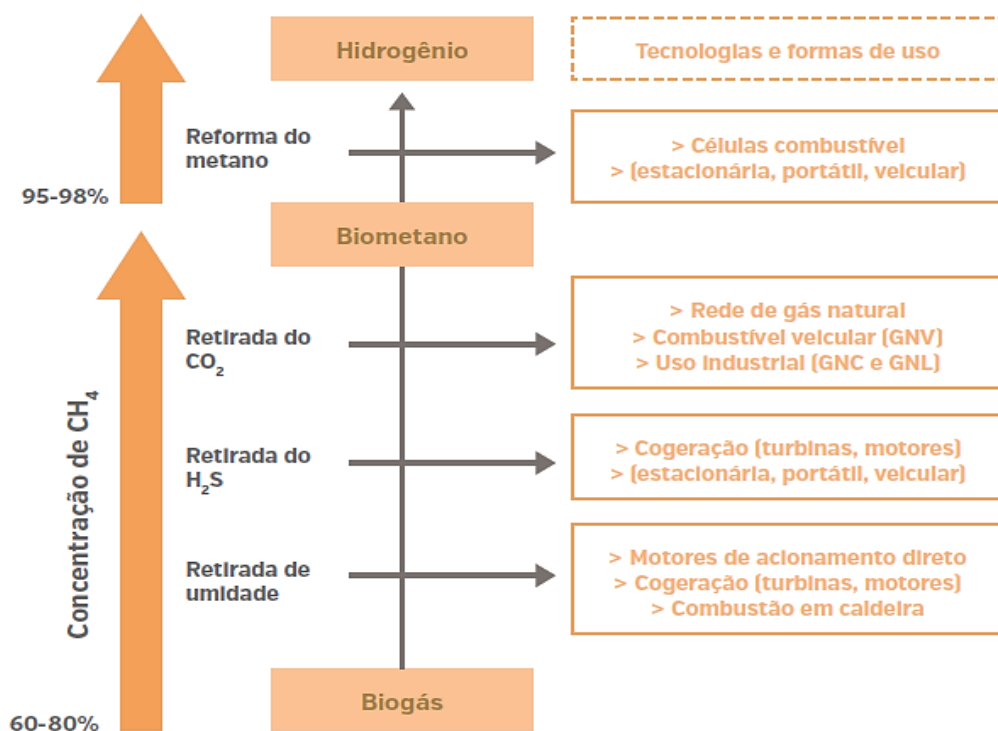 Hidrogênio
Tecnologias e formas de uso
Reforma do
metano
> Células combustível
> (estacionária, portátil, veicular)
95-98%
Biometano
Retirada do
CO₂
> Rede de gás natural
> Combustível veicular (GNV)
> Uso Industrial (GNC e GNL)
Concentração de CH₄
Retirada do
H₂S
> Cogeração (turbinas, motores)
> (estacionária, portátil, veicular)
Retirada de
umidade
> Motores de acionamento direto
> Cogeração (turbinas, motores)
> Combustão em caldeira
Biogás
60-80%